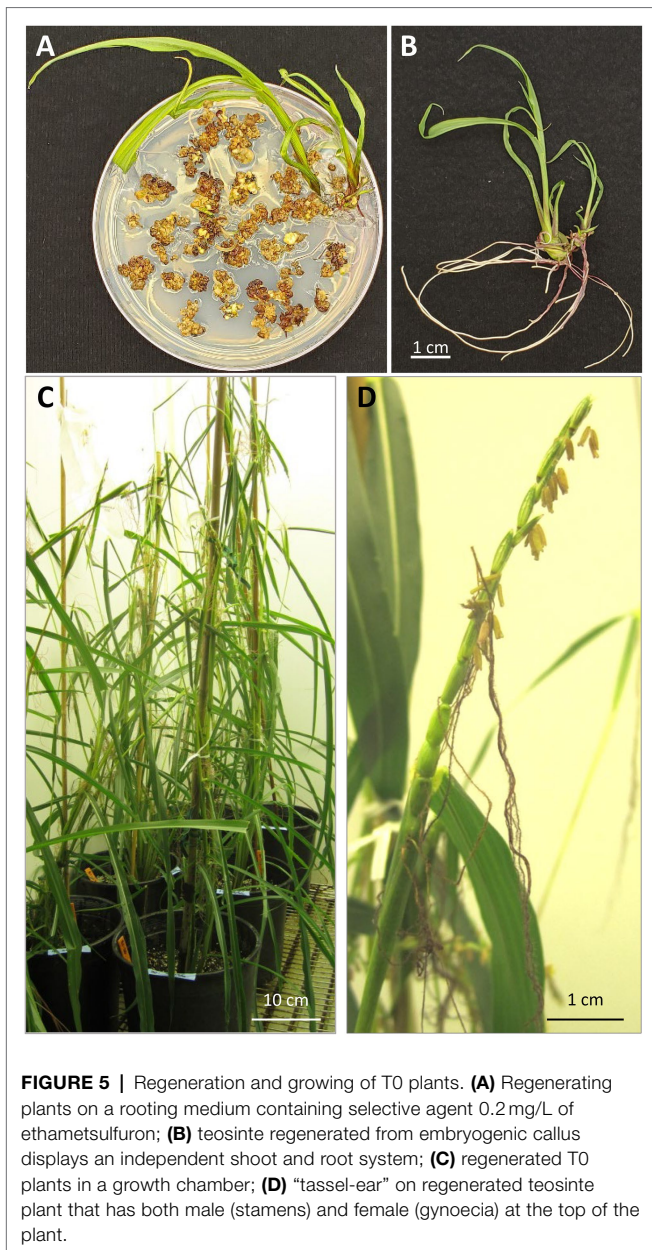 A
B
1 cm
C
D
10 cm
1 cm
FIGURE 5 | Regeneration and growing of T0 plants. (A) Regenerating
plants on a rooting medium containing selective agent 0.2 mg/L of
ethametsulfuron; (B) teosinte regenerated from embryogenic callus
displays an independent shoot and root system; (C) regenerated T0
plants in a growth chamber; (D) “tassel-ear” on regenerated teosinte
plant that has both male (stamens) and female (gynoecia) at the top of the
plant.